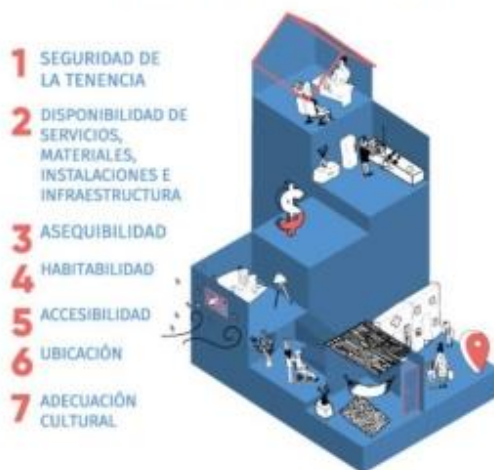 1 SEGURIDAD DE
LA TENENCIA
2 DISPONIBILIDAD DE
SERVICIOS,
MATERIALES,
INSTALACIONES E
INFRAESTRUCTURA
3 ASEQUIBILIDAD
4 HABITABILIDAD
5 ACCESIBILIDAD
6 UBICACIÓN
7 ADECUACIÓN
CULTURAL